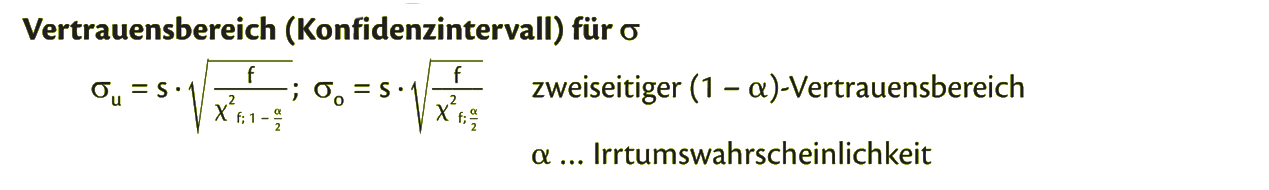 Vertrauensbereich (Konfidenzintervall) für σ
σ_u = s · √(f / χ²_{f; 1 – α/2}); σ_o = s · √(f / χ²_{f; α/2}) zweiseitiger (1 – α)-Vertrauensbereich
α ... Irrtumswahrscheinlichkeit